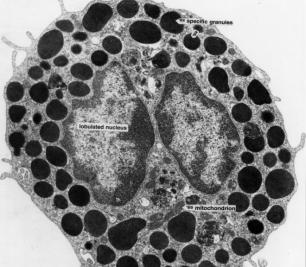 specific granules
lobulated nucleus
mitochondrion